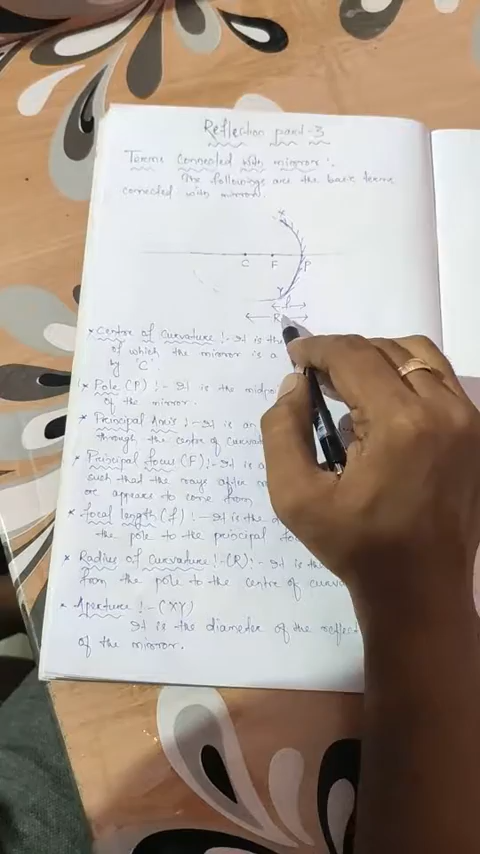 Reflection part-3
Terms connected with mirror :-
The followings are the basic terms
connected with mirror.
X
C F P
Y
f
R
* Centre of curvature !- It is the
of which the mirror is a
by 'C'
* Pole (P) !- It is the midpoi
of the mirror.
* Principal Axis !- It is an
through the centre of curvat
* Principal focus (F) !- It is a
such that the rays after
or appears to come from
* focal length (f) !- It is the d
the pole to the principal fo
* Radius of curvature !- (R) :- It is the
from the pole to the centre of curva
* Aperture !- (XY)
It is the diameter of the reflect
of the mirror.